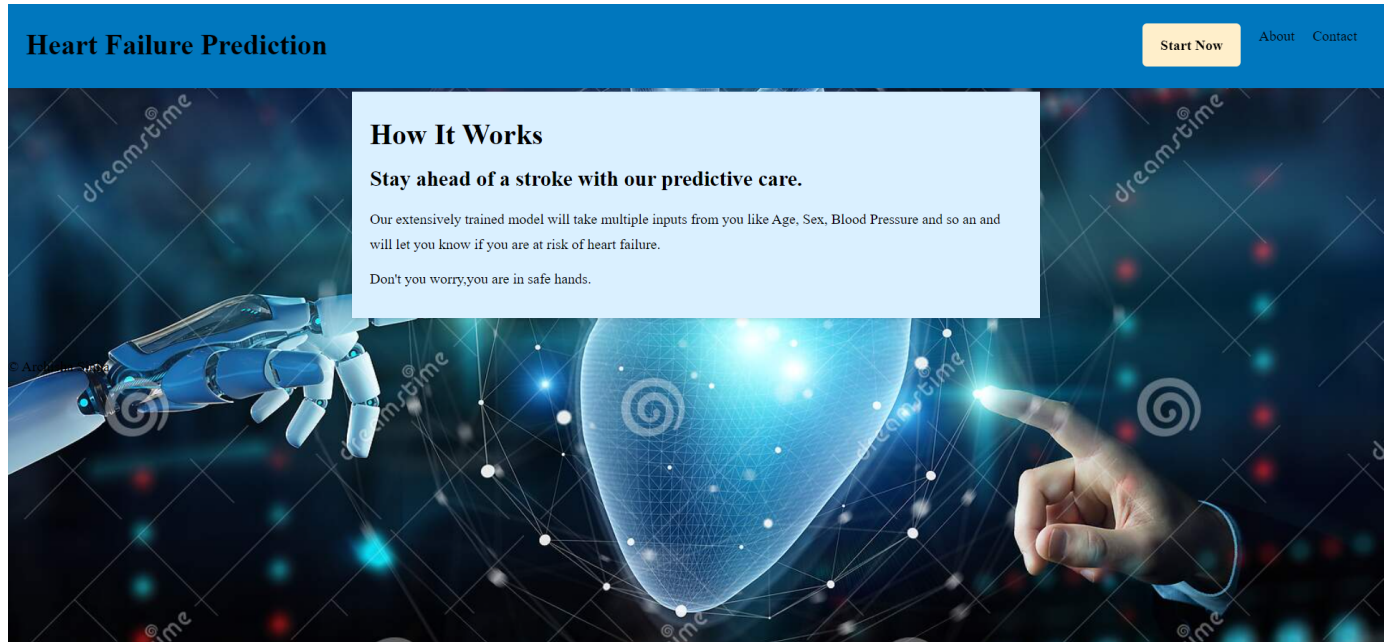 Heart Failure Prediction
Start Now
About
Contact
dreamstime
dreamstime
How It Works
Stay ahead of a stroke with our predictive care.
Our extensively trained model will take multiple inputs from you like Age, Sex, Blood Pressure and so an and
will let you know if you are at risk of heart failure.
Don't you worry,you are in safe hands.
©
dreamstime
dreamstime